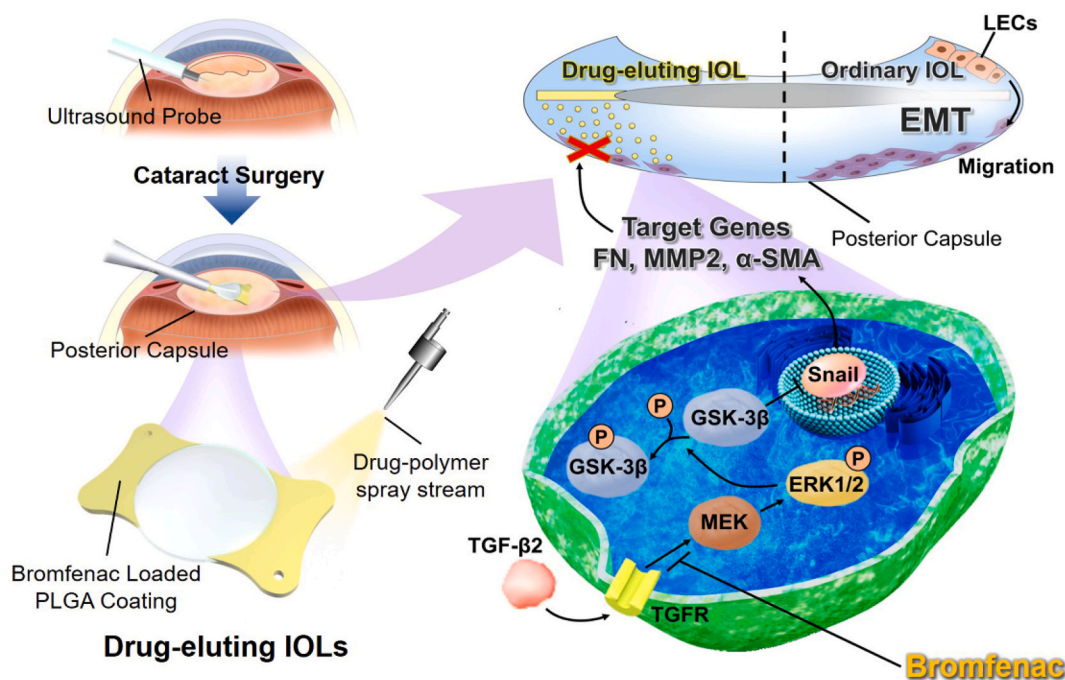 Ultrasound Probe
Cataract Surgery
Posterior Capsule
Drug-polymer
spray stream
Bromfenac Loaded
PLGA Coating
Drug-eluting IOLs
LECs
Drug-eluting IOL
Ordinary IOL
EMT
Migration
Posterior Capsule
Target Genes
FN, MMP2, α-SMA
Snail
GSK-3β
P
P
GSK-3β
P
ERK1/2
MEK
TGF-β2
TGFR
Bromfenac